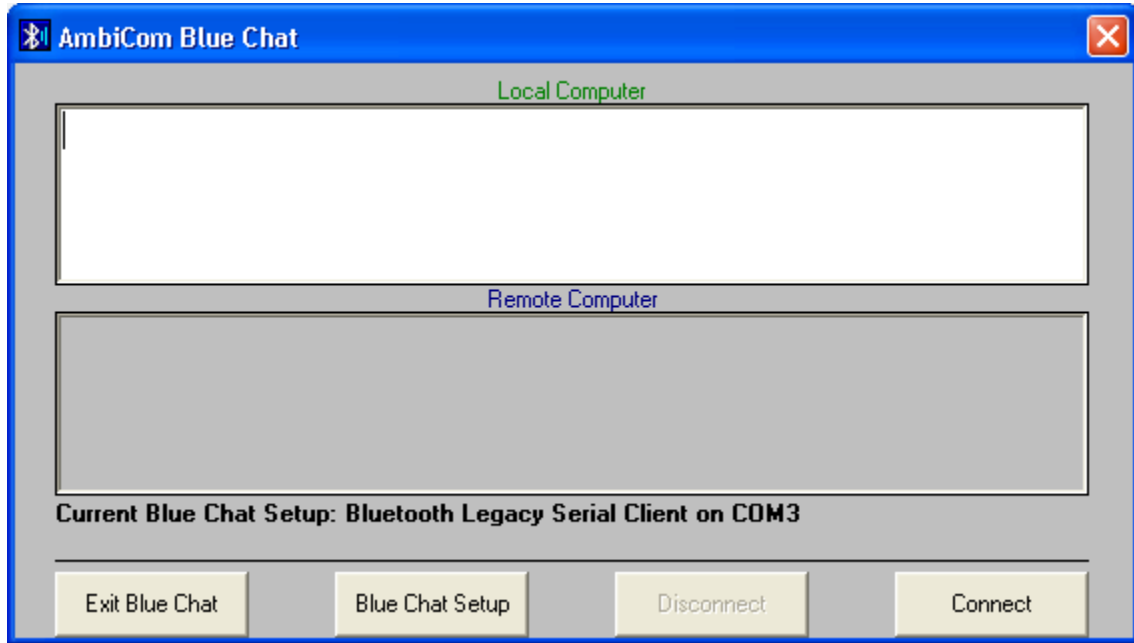 AmbiCom Blue Chat
Local Computer
Remote Computer
Current Blue Chat Setup: Bluetooth Legacy Serial Client on COM3
Exit Blue Chat
Blue Chat Setup
Disconnect
Connect